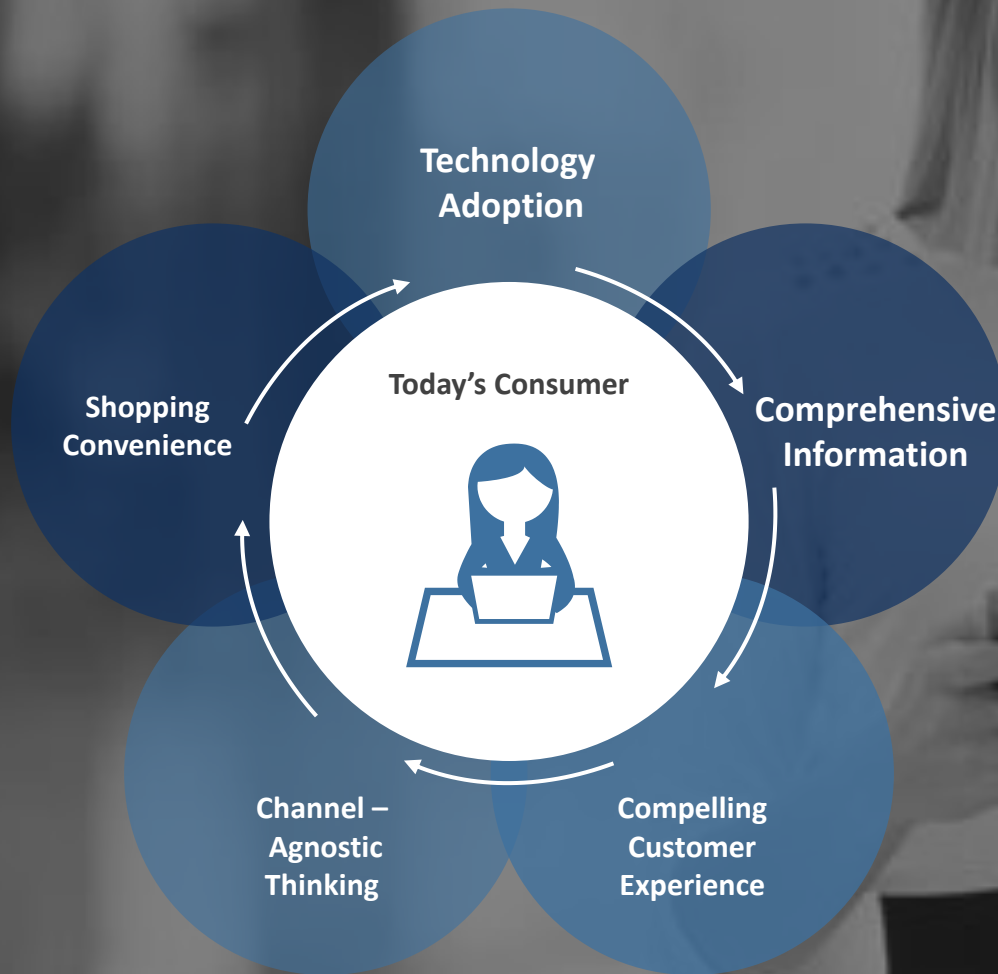 Technology
Adoption
Today's Consumer
Shopping
Convenience
Comprehensive
Information
Channel –
Agnostic
Thinking
Compelling
Customer
Experience